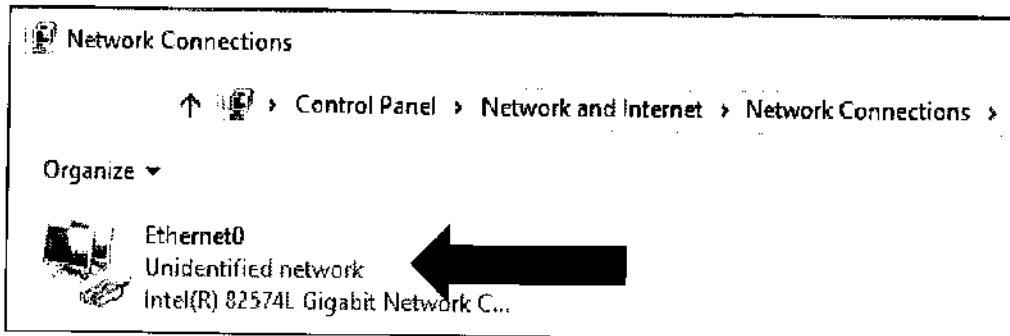 Network Connections
↑ > Control Panel > Network and Internet > Network Connections >
Organize ▾
Ethernet0
Unidentified network
Intel(R) 82574L Gigabit Network C...